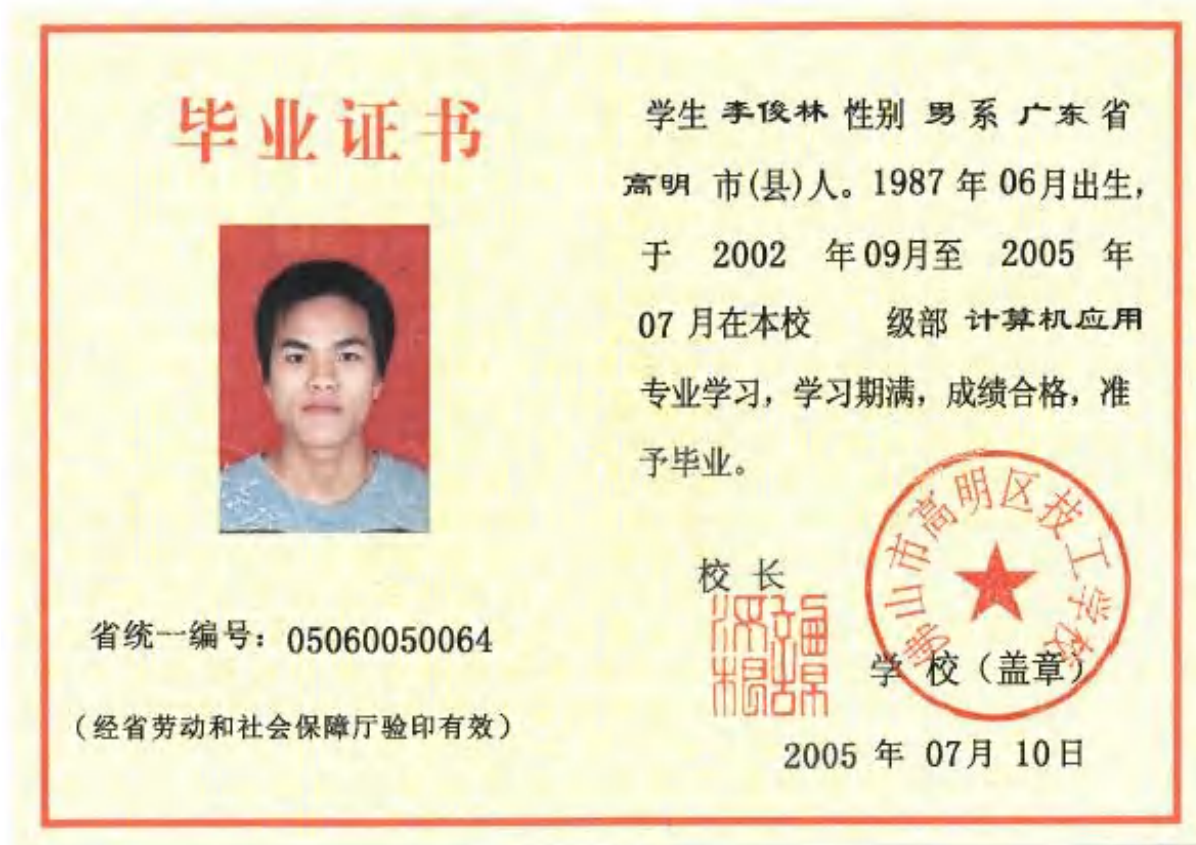 毕业证书
省统一编号：05060050064
（经省劳动和社会保障厅验印有效）
学生 李俊林 性别 男 系 广东 省
高明 市(县)人。1987 年 06月出生，
于 2002 年 09月至 2005 年
07 月在本校 级部 计算机应用
专业学习，学习期满，成绩合格，准
予毕业。
校 长
佛山市高明区技工学校
学 校（盖章）
2005 年 07月 10日